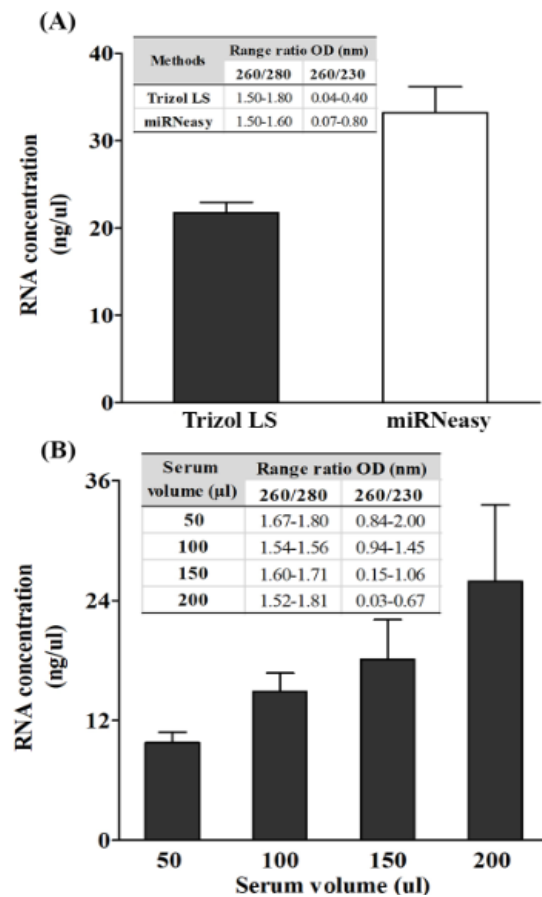 (A)
Methods Range ratio OD (nm)
260/280 260/230
Trizol LS 1.50-1.80 0.04-0.40
miRNeasy 1.50-1.60 0.07-0.80
RNA concentration
(ng/ul)
40
30
20
10
0
Trizol LS miRNeasy
(B)
Serum
volume (µl) Range ratio OD (nm)
260/280 260/230
50 1.67-1.80 0.84-2.00
100 1.54-1.56 0.94-1.45
150 1.60-1.71 0.15-1.06
200 1.52-1.81 0.03-0.67
RNA concentration
(ng/ul)
36
24
12
0
50 100 150 200
Serum volume (ul)